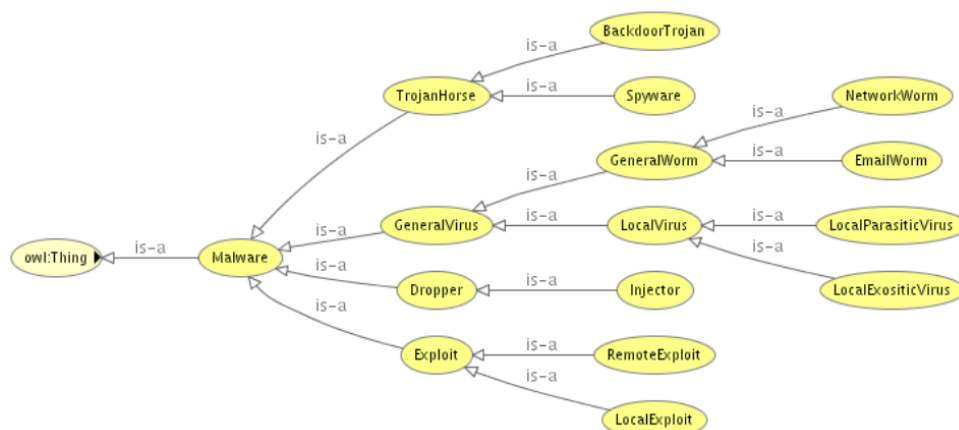 BackdoorTrojan
is-a
TrojanHorse
is-a
Spyware
NetworkWorm
is-a
is-a
GeneralWorm
is-a
EmailWorm
is-a
is-a
GeneralVirus
is-a
LocalVirus
is-a
LocalParasiticVirus
owl:Thing
is-a
Malware
is-a
is-a
LocalExositicVirus
is-a
Dropper
is-a
Injector
is-a
Exploit
is-a
RemoteExploit
is-a
LocalExploit